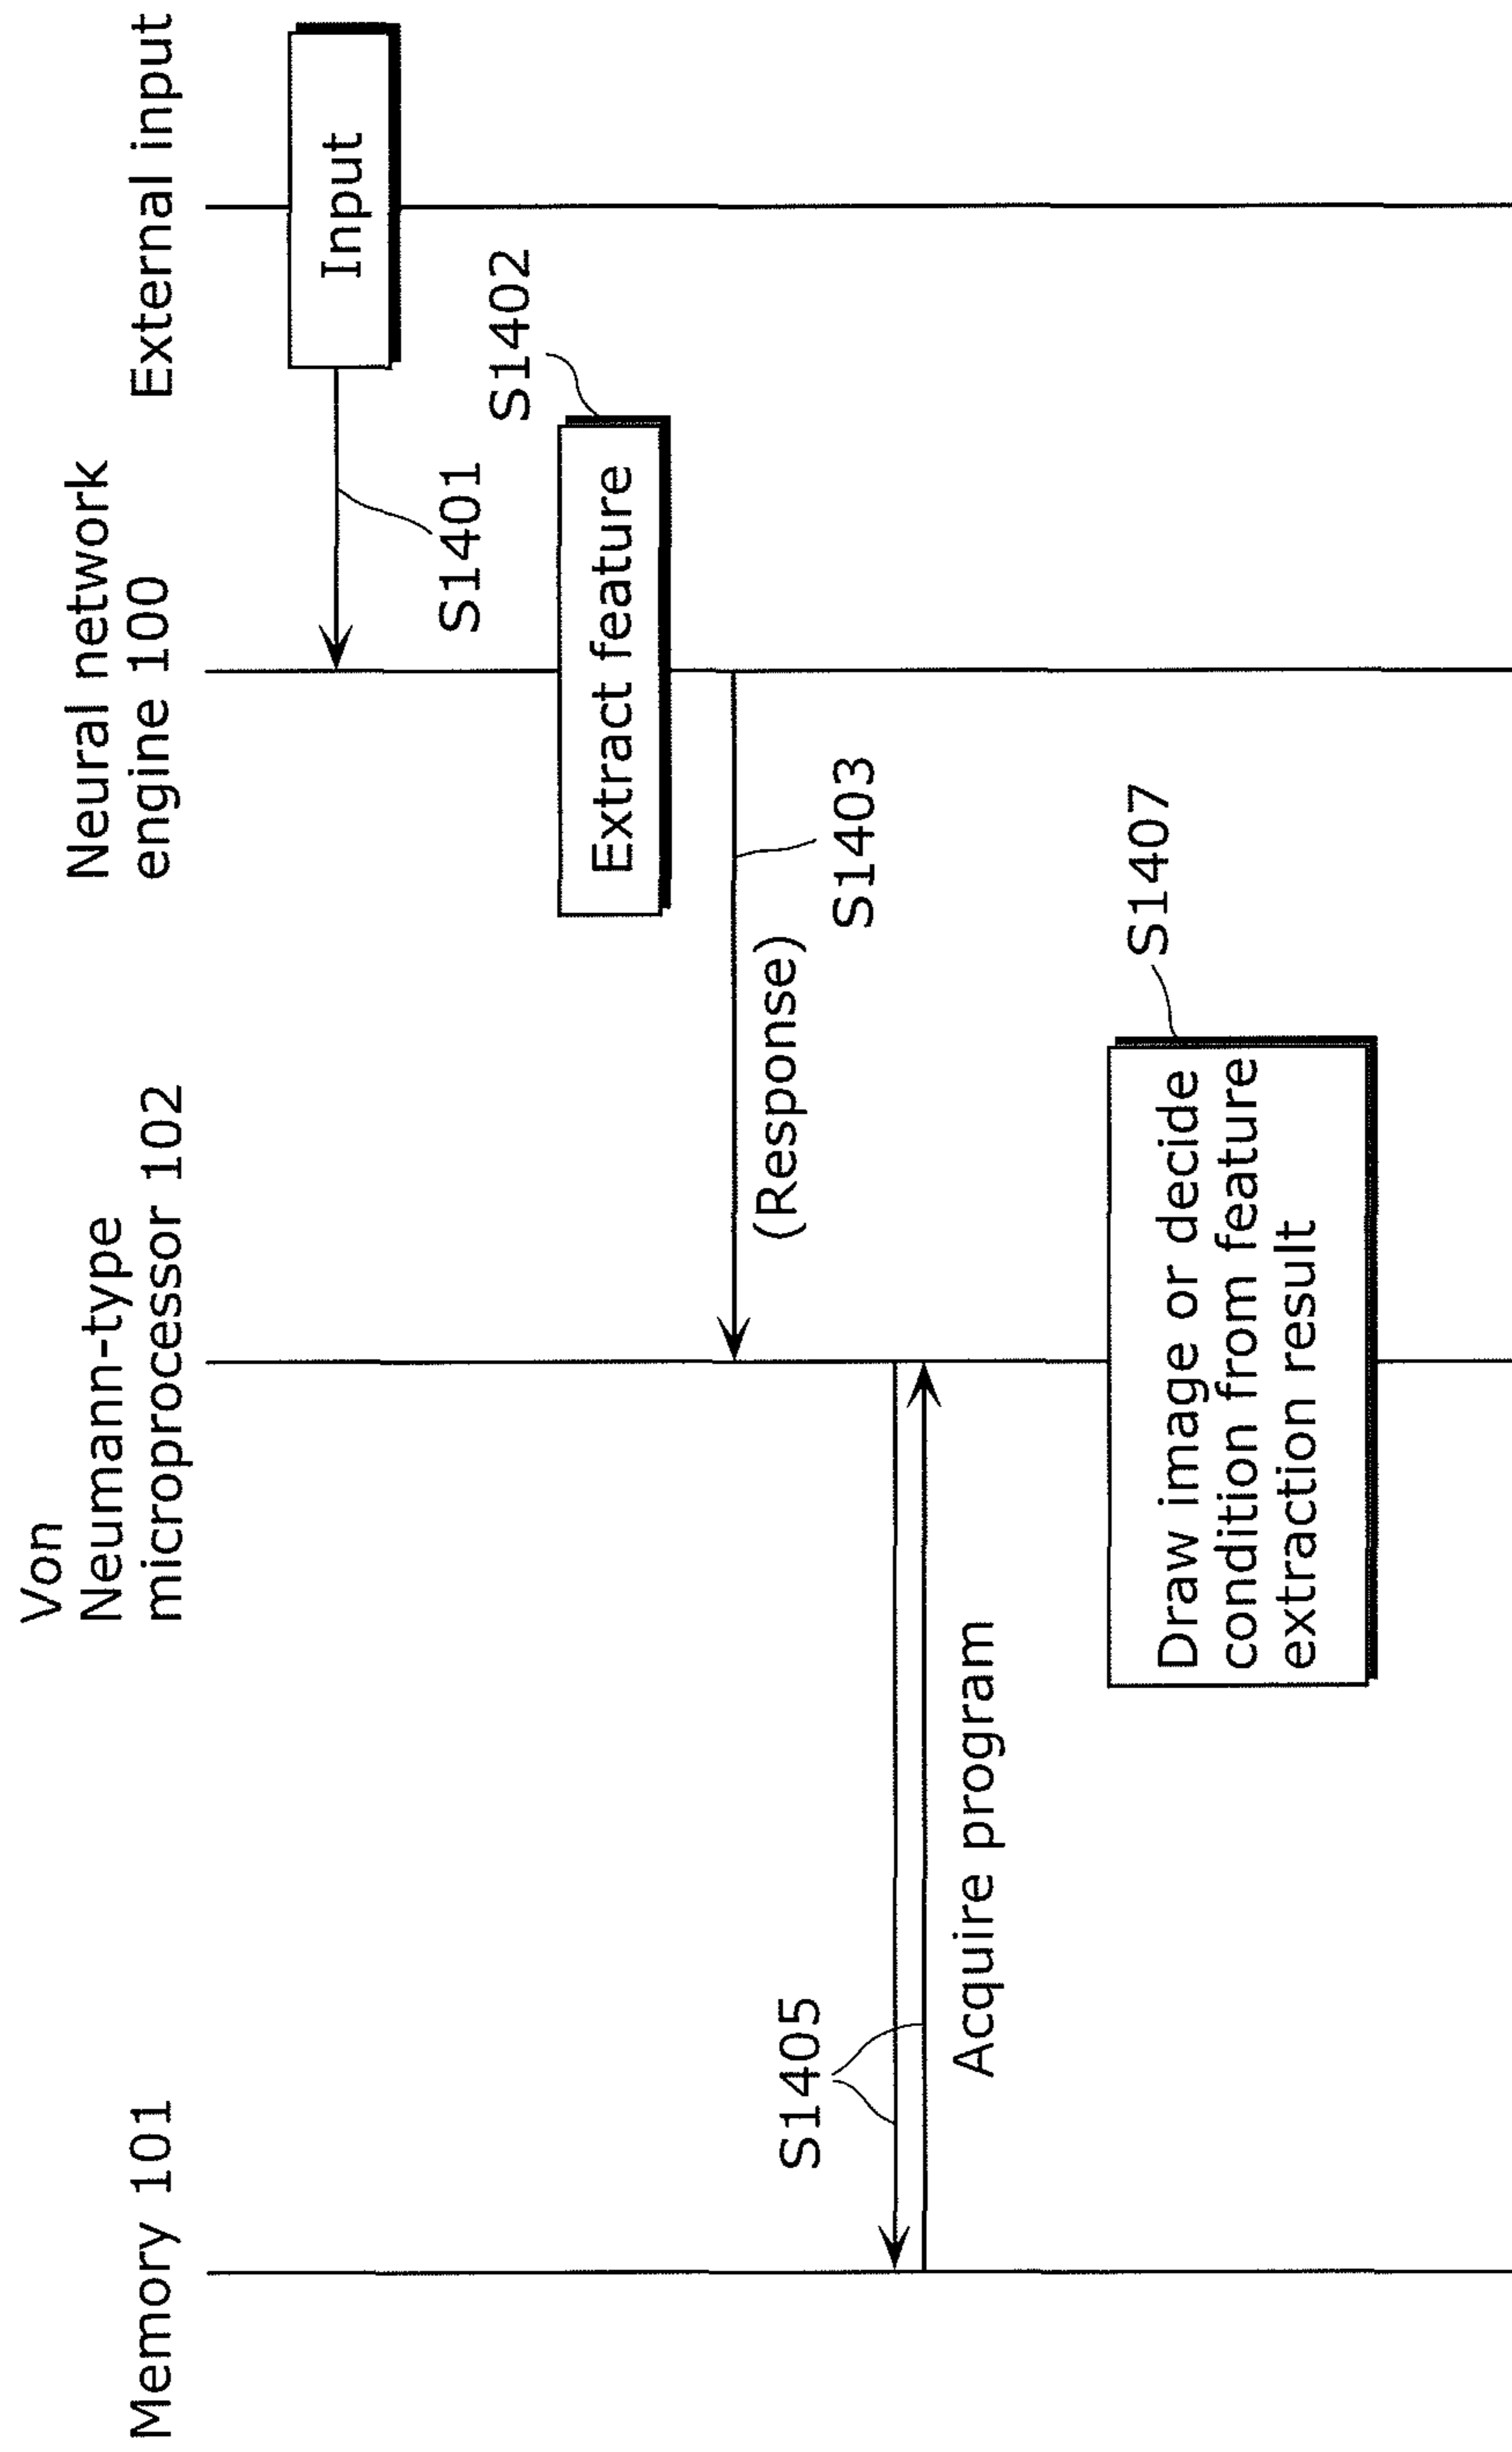 Memory 101
Von
Neumann-type
microprocessor 102
Neural network
engine 100
External input
Input
S1401
S1402
Extract feature
S1403
(Response)
S1405
Acquire program
S1407
Draw image or decide
condition from feature
extraction result